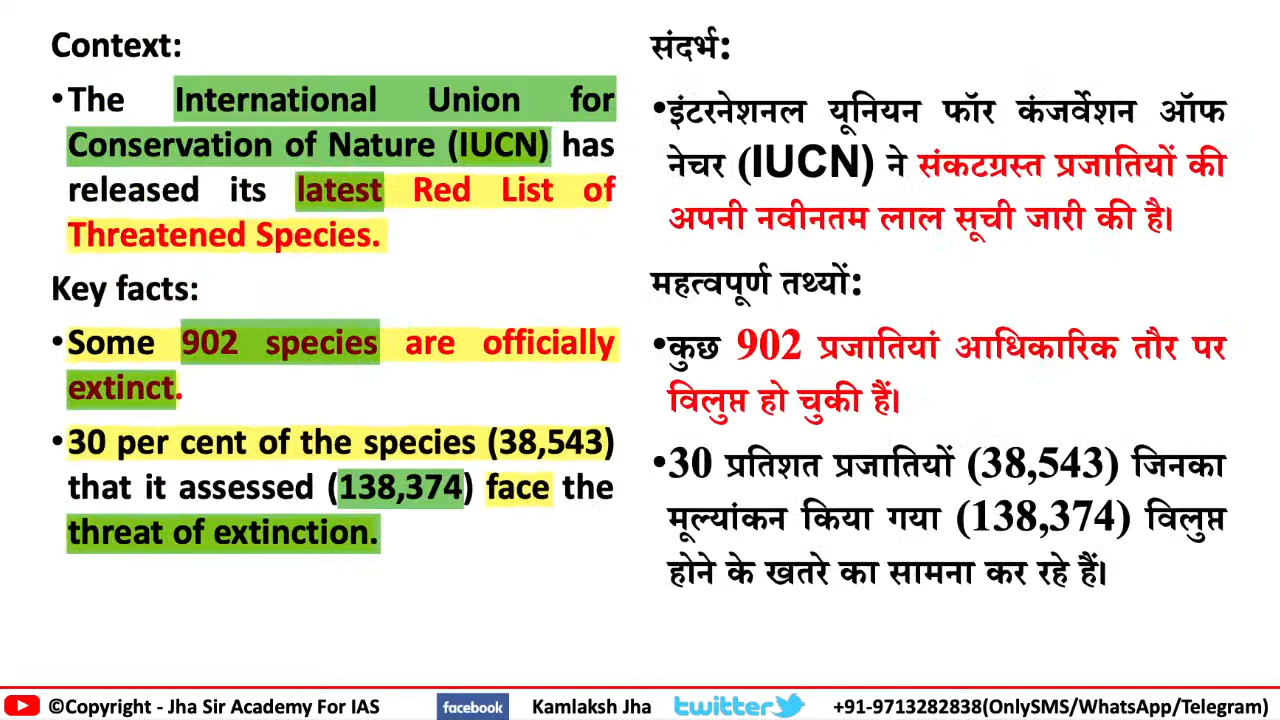 Context:
•The International Union for
Conservation of Nature (IUCN) has
released its latest Red List of
Threatened Species.
Key facts:
•Some 902 species are officially
extinct.
•30 per cent of the species (38,543)
that it assessed (138,374) face the
threat of extinction.
संदर्भ:
•इंटरनेशनल यूनियन फॉर कंजर्वेशन ऑफ
नेचर (IUCN) ने संकटग्रस्त प्रजातियों की
अपनी नवीनतम लाल सूची जारी की है।
महत्वपूर्ण तथ्यों:
•कुछ 902 प्रजातियां आधिकारिक तौर पर
विलुप्त हो चुकी हैं।
•30 प्रतिशत प्रजातियों (38,543) जिनका
मूल्यांकन किया गया (138,374) विलुप्त
होने के खतरे का सामना कर रहे हैं।
©Copyright - Jha Sir Academy For IAS facebook Kamlaksh Jha twitter +91-9713282838(OnlySMS/WhatsApp/Telegram)